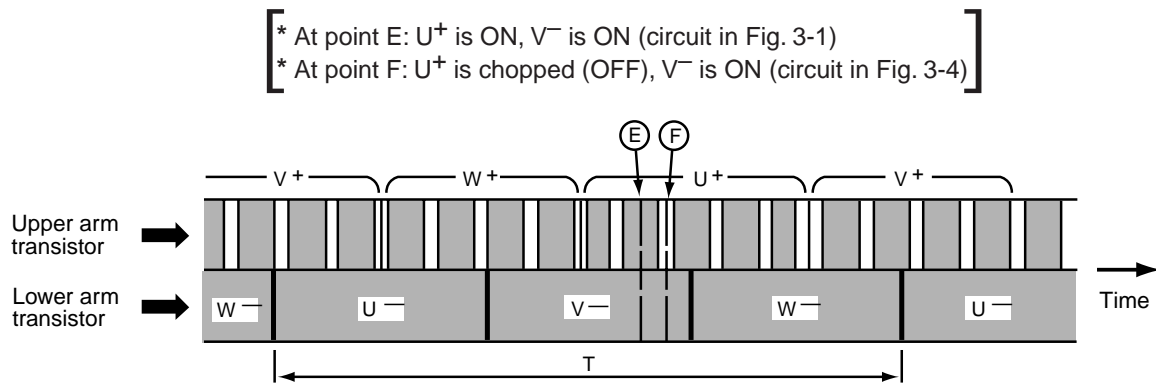 * At point E: U+ is ON, V— is ON (circuit in Fig. 3-1)
* At point F: U+ is chopped (OFF), V— is ON (circuit in Fig. 3-4)
E F
V+ W+ U+ V+
Upper arm
transistor
Lower arm
transistor
W— U— V— W— U—
Time
T